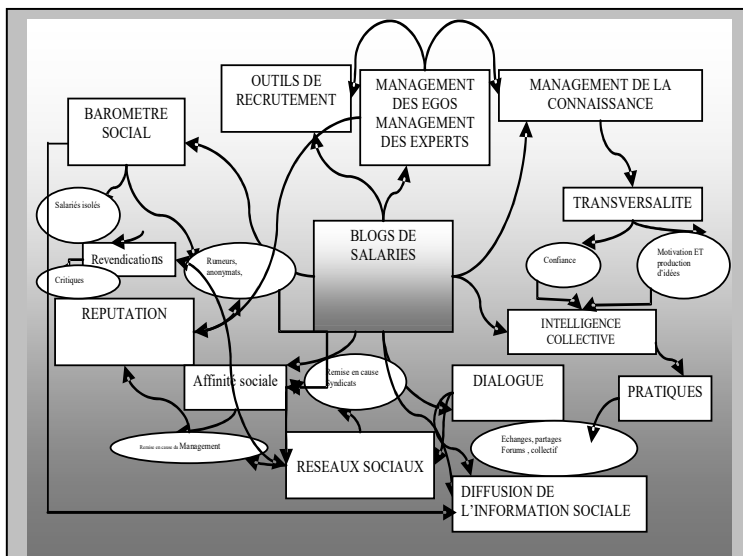 OUTILS DE
RECRUTEMENT
MANAGEMENT
DES EGOS
MANAGEMENT
DES EXPERTS
MANAGEMENT DE LA
CONNAISSANCE
BAROMETRE
SOCIAL
Salariés isolés
TRANSVERSALITE
BLOGS DE
SALARIES
Revendications
Rumeurs,
anonymats,
Confiance
Motivation ET
production
d'idées
Critiques
REPUTATION
INTELLIGENCE
COLLECTIVE
Affinité sociale
Remise en cause
Syndicats
DIALOGUE
PRATIQUES
Remise en cause de Management
Echanges, partages
Forums , collectif
RESEAUX SOCIAUX
DIFFUSION DE
L'INFORMATION SOCIALE